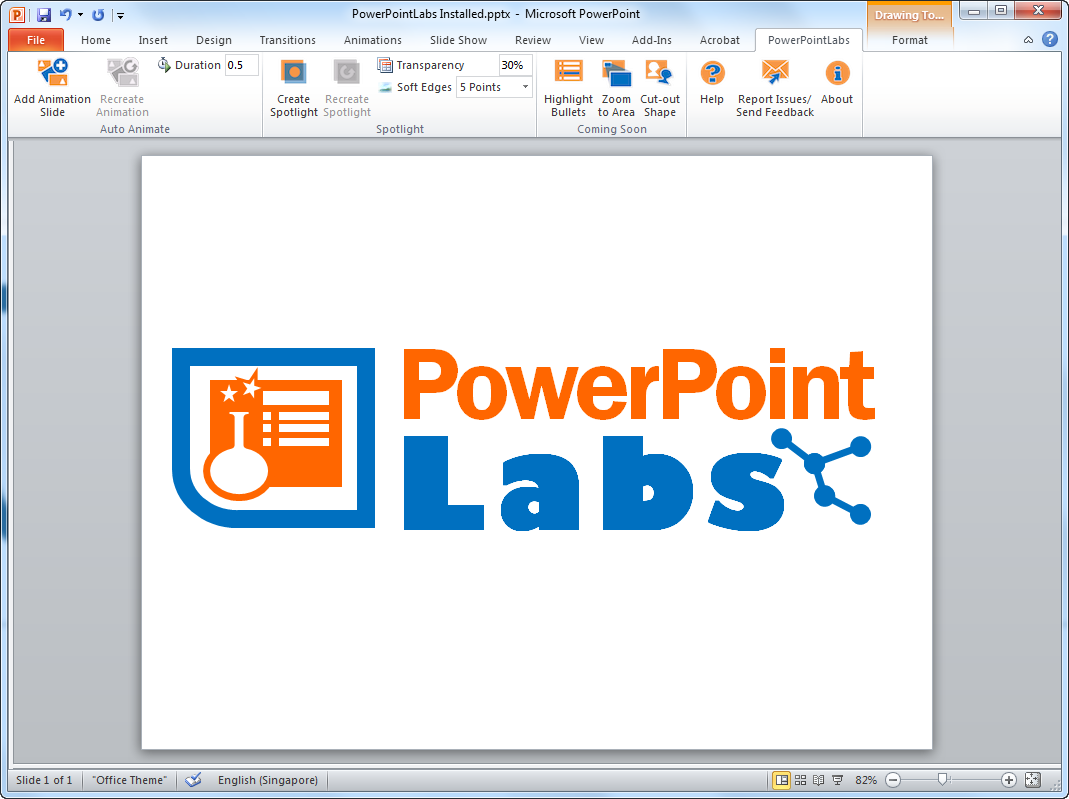 PowerPointLabs Installed.pptx - Microsoft PowerPoint
Drawing To...
File Home Insert Design Transitions Animations Slide Show Review View Add-Ins Acrobat PowerPointLabs Format
Add Animation
Slide
Recreate
Animation
Duration 0.5
Auto Animate
Create
Spotlight
Recreate
Spotlight
Transparency 30%
Soft Edges 5 Points
Spotlight
Highlight
Bullets
Zoom
to Area
Cut-out
Shape
Coming Soon
Help
Report Issues/
Send Feedback
About
PowerPoint
Labs
Slide 1 of 1 "Office Theme" English (Singapore) 82%